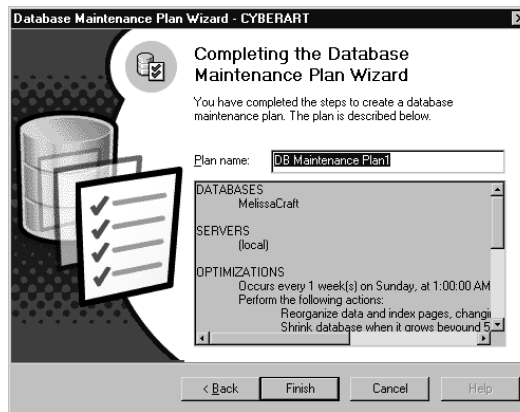 Database Maintenance Plan Wizard - CYBERART
Completing the Database
Maintenance Plan Wizard
You have completed the steps to create a database
maintenance plan. The plan is described below.
Plan name:
DB Maintenance Plan1
DATABASES
MelissaCraft
SERVERS
(local)
OPTIMIZATIONS
Occurs every 1 week(s) on Sunday, at 1:00:00 AM
Perform the following actions:
Reorganize data and index pages, changi
Shrink database when it grows beyound 5
< Back
Finish
Cancel
Help